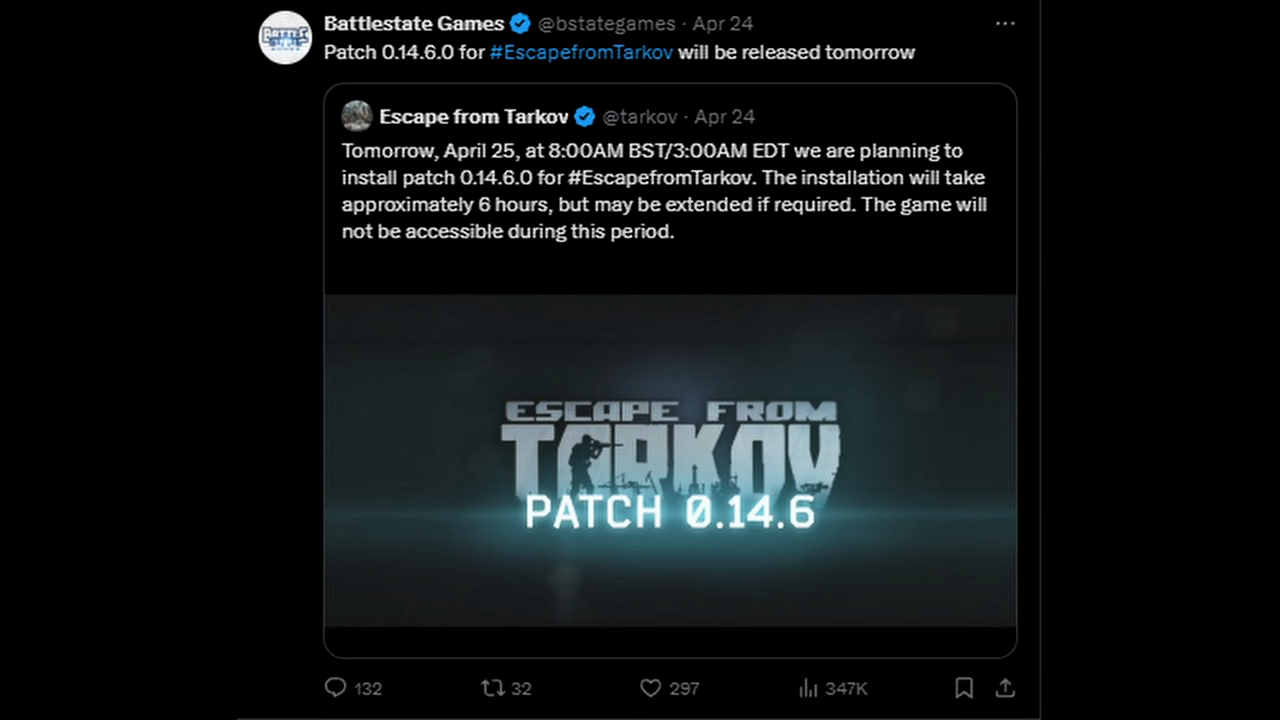 Battlestate Games @bstategames · Apr 24 ···
Patch 0.14.6.0 for #EscapefromTarkov will be released tomorrow
Escape from Tarkov @tarkov · Apr 24
Tomorrow, April 25, at 8:00AM BST/3:00AM EDT we are planning to
install patch 0.14.6.0 for #EscapefromTarkov. The installation will take
approximately 6 hours, but may be extended if required. The game will
not be accessible during this period.
ESCAPE FROM
TARKOV
PATCH 0.14.6
132 32 297 347K